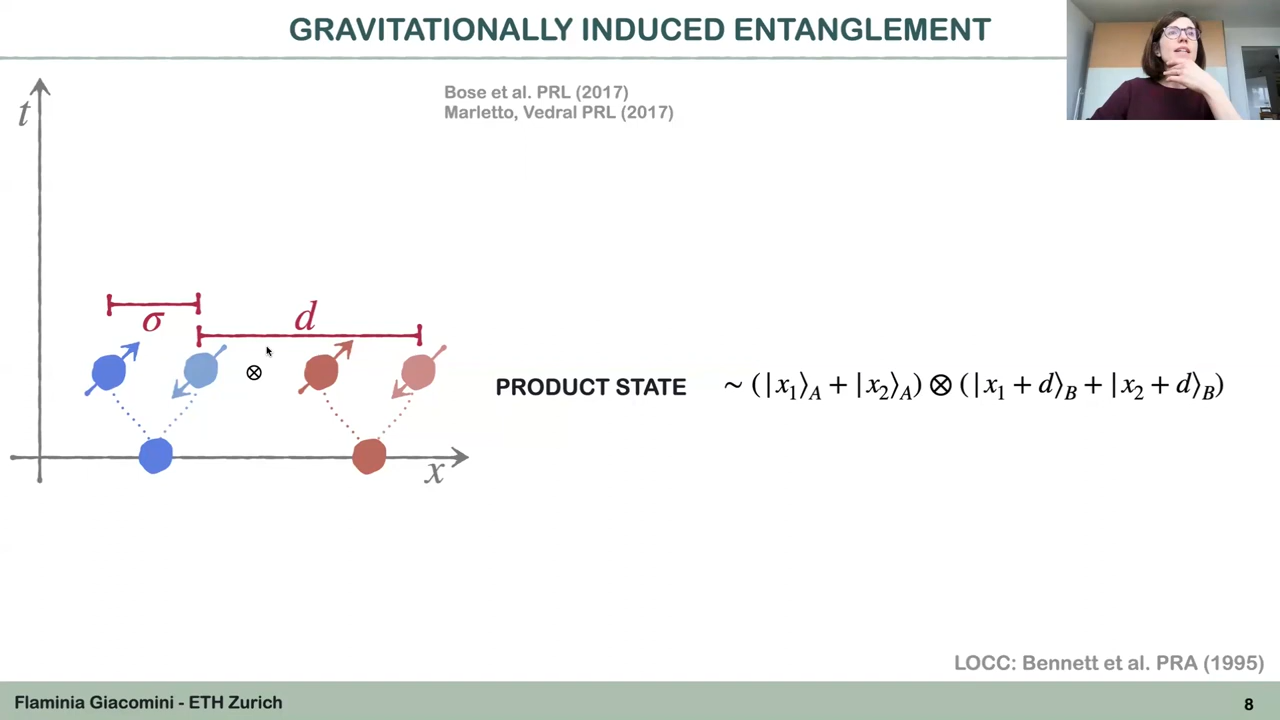 GRAVITATIONALLY INDUCED ENTANGLEMENT
Bose et al. PRL (2017)
Marletto, Vedral PRL (2017)
t
σ
d
⊗
PRODUCT STATE ∼ (|x₁⟩_A + |x₂⟩_A) ⊗ (|x₁ + d⟩_B + |x₂ + d⟩_B)
x
LOCC: Bennett et al. PRA (1995)
Flaminia Giacomini - ETH Zurich
8